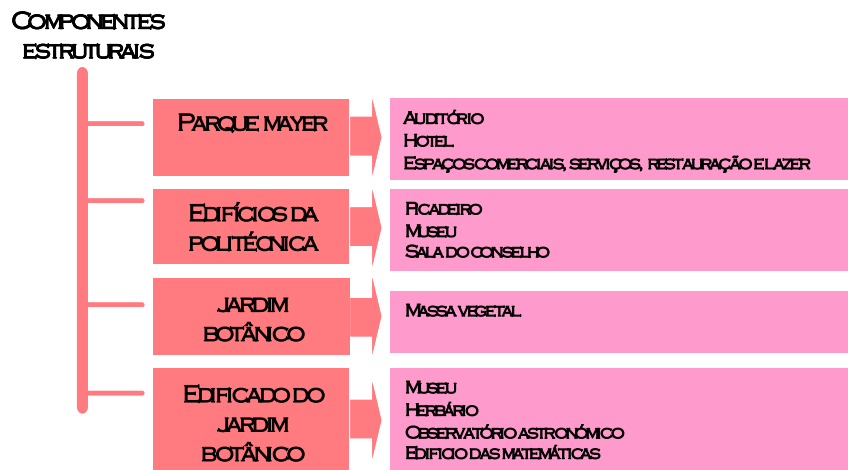 COMPONENTES
ESTRUTURAIS
PARQUE MAYER
AUDITÓRIO
HOTEL
ESPAÇOS COMERCIAIS, SERVIÇOS, RESTAURAÇÃO E LAZER
EDIFÍCIOS DA
POLITÉCNICA
PICADEIRO
MUSEU
SALA DO CONSELHO
JARDIM
BOTÂNICO
MASSA VEGETAL
EDIFICADO DO
JARDIM
BOTÂNICO
MUSEU
HERBÁRIO
OBSERVATÓRIO ASTRONÓMICO
EDIFICIO DAS MATEMÁTICAS